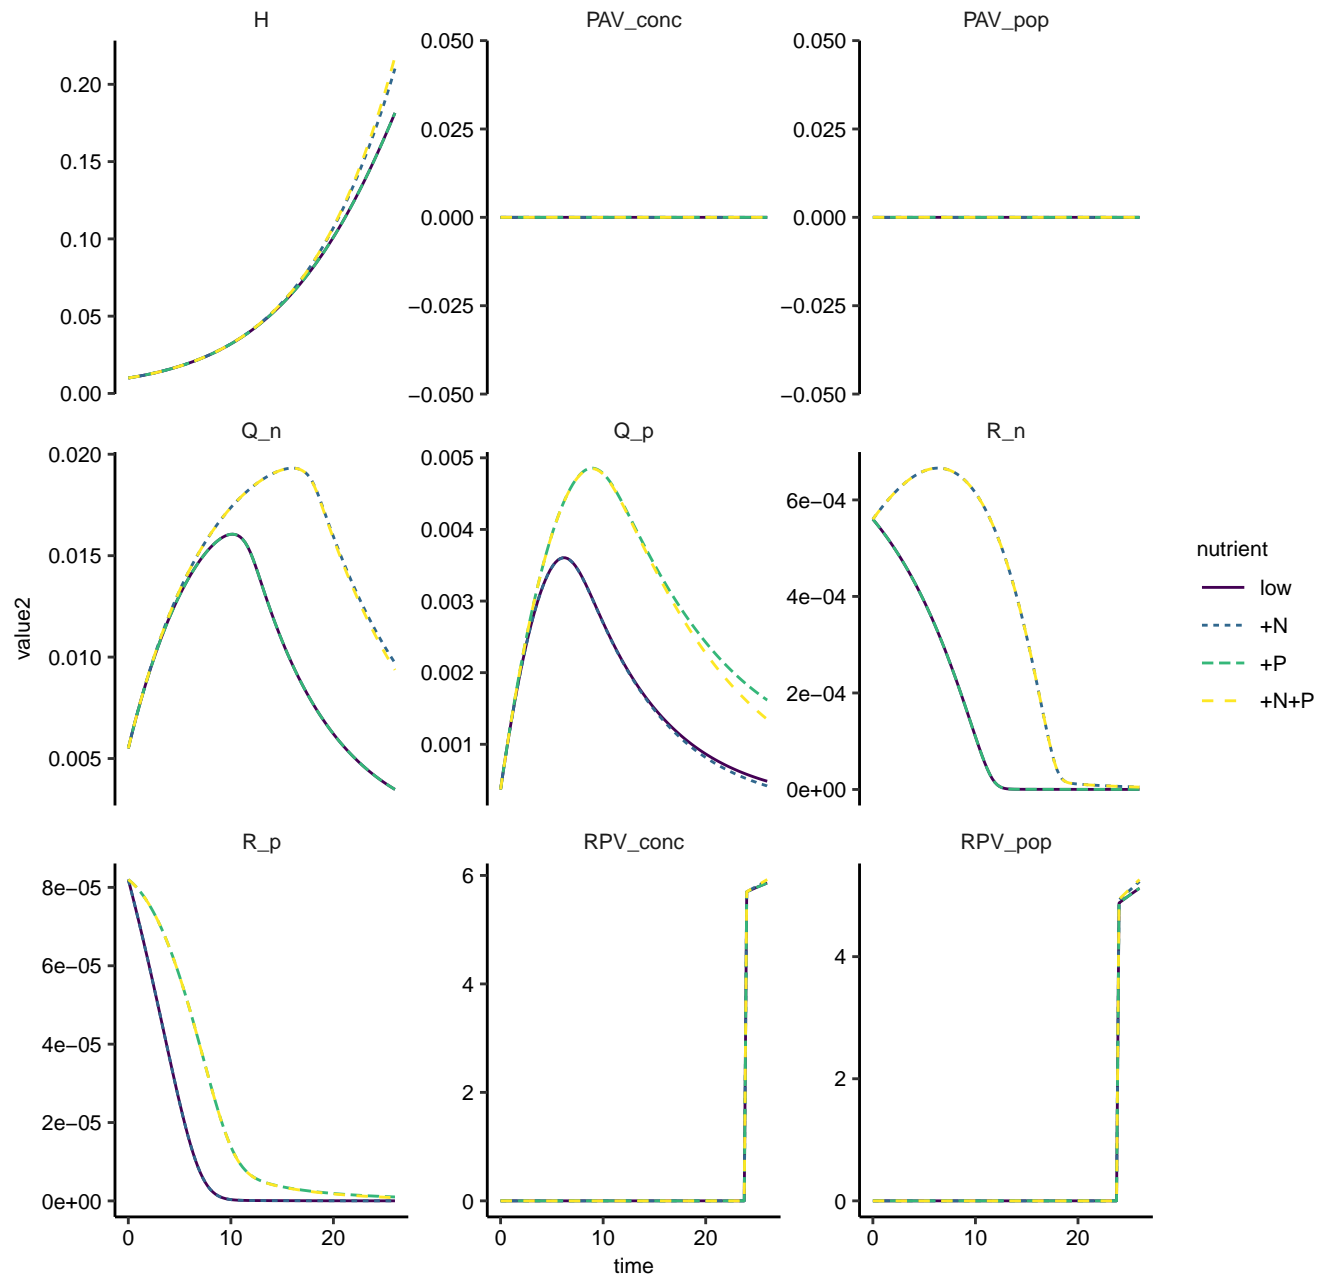 H
PAV_conc
PAV_pop
0.20
0.15
0.10
0.05
0.00
0.050
0.025
0.000
−0.025
−0.050
0.050
0.025
0.000
−0.025
−0.050
Q_n
Q_p
R_n
0.020
0.015
0.010
0.005
0.005
0.004
0.003
0.002
0.001
6e−04
4e−04
2e−04
0e+00
value2
nutrient
low
+N
+P
+N+P
R_p
RPV_conc
RPV_pop
8e−05
6e−05
4e−05
2e−05
0e+00
6
4
2
0
4
2
0
0 10 20
0 10 20
0 10 20
time